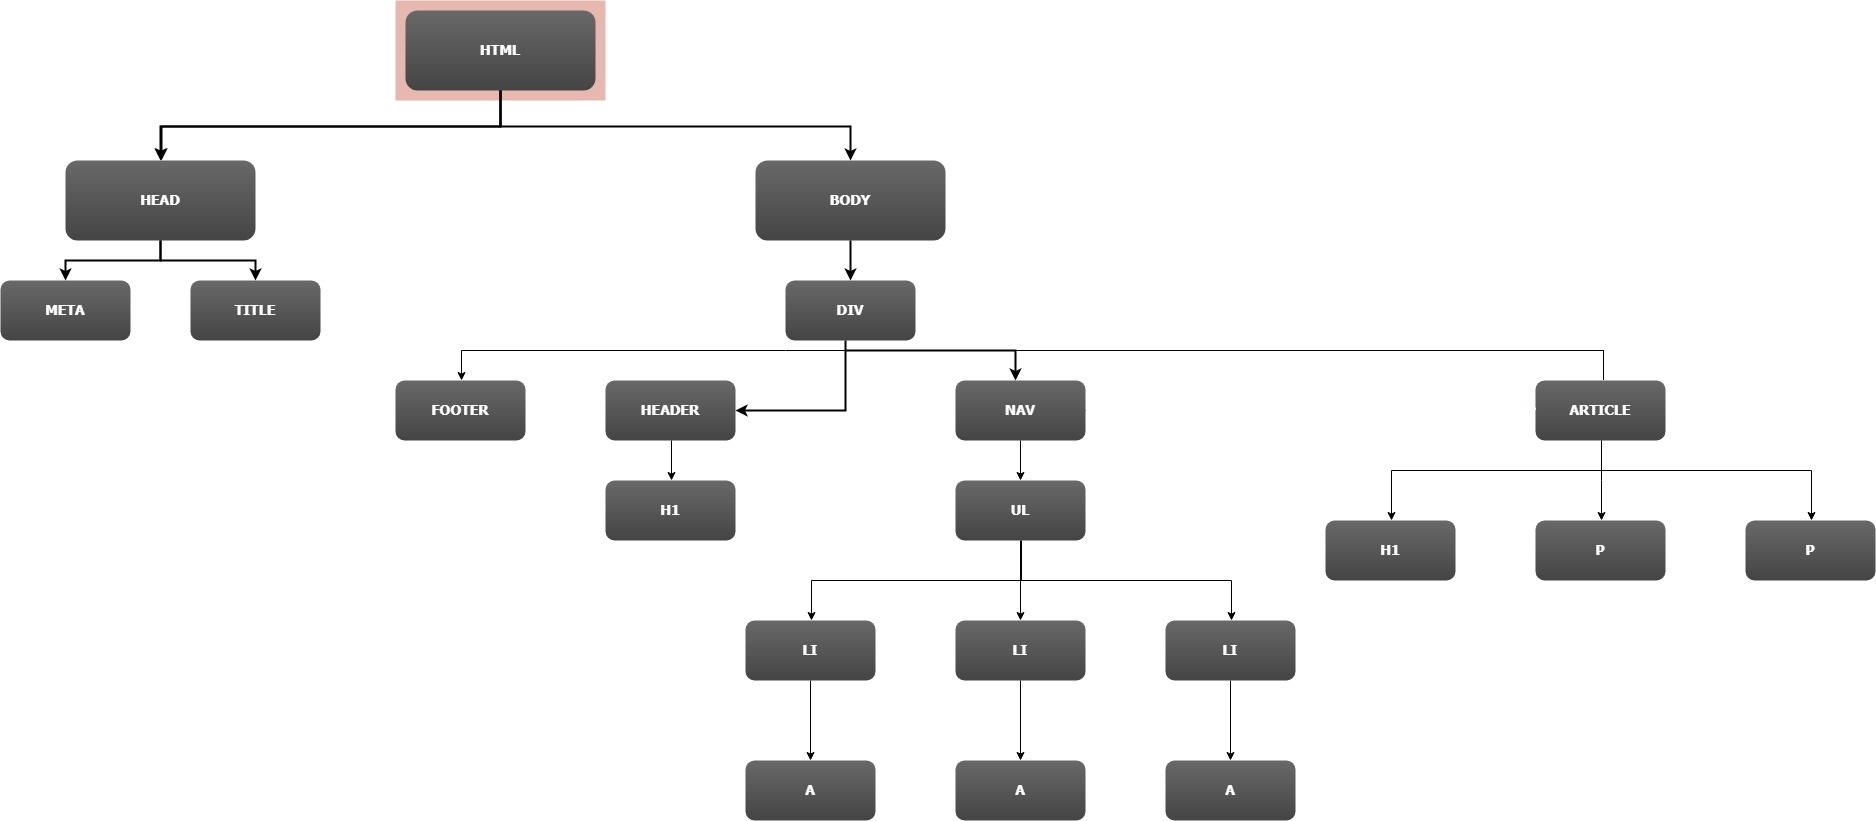 HTML
HEAD
BODY
META
TITLE
DIV
FOOTER
HEADER
NAV
ARTICLE
H1
UL
H1
P
P
LI
LI
LI
A
A
A